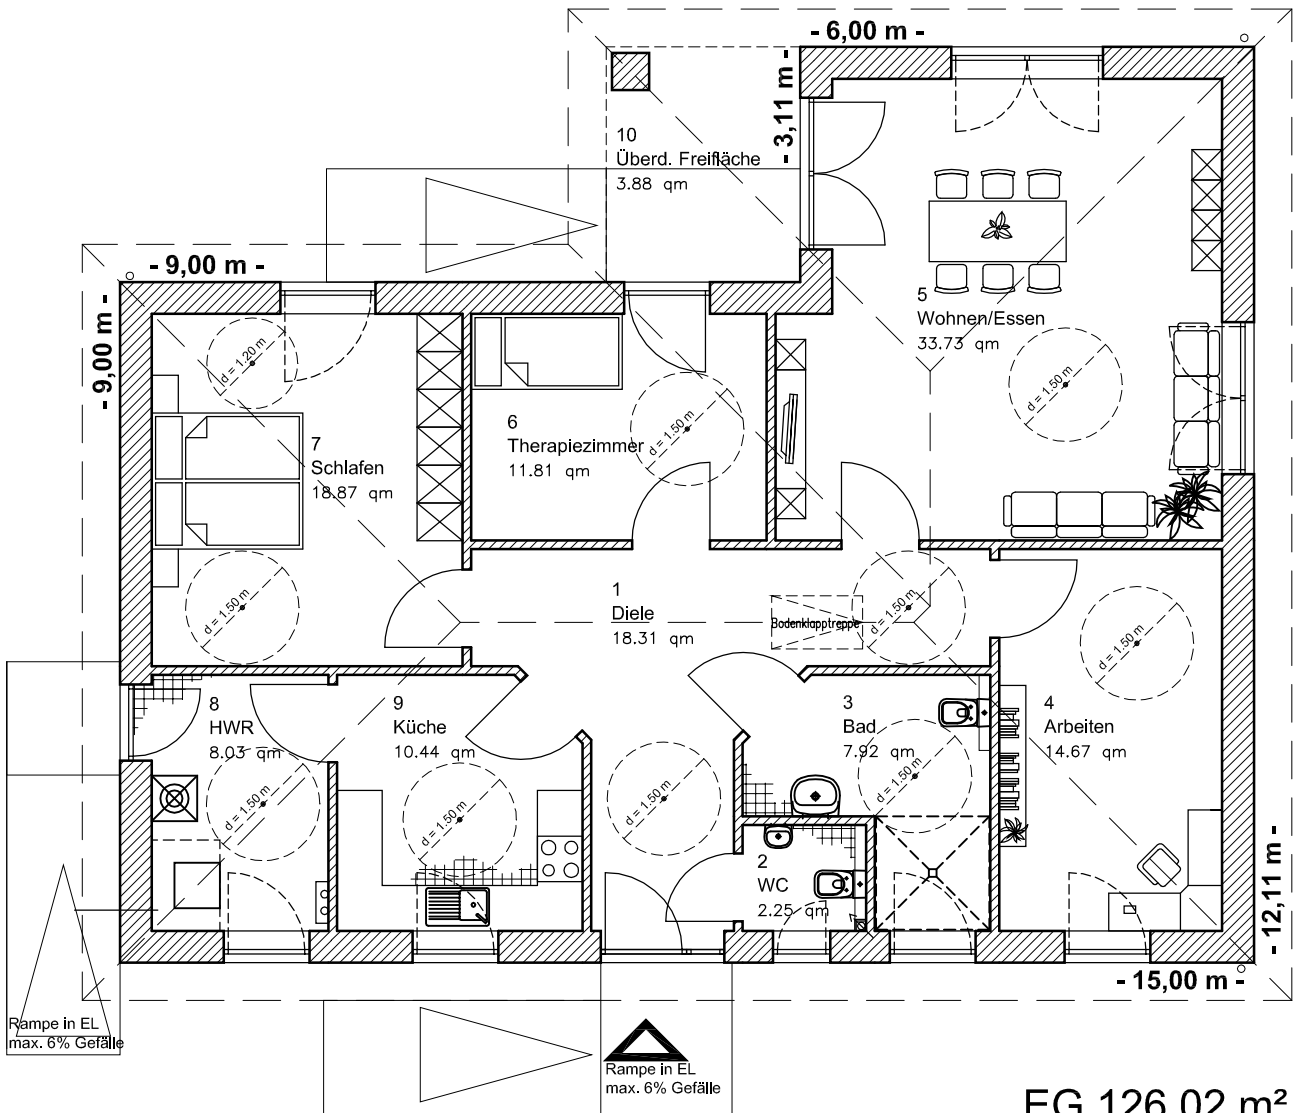 - 6,00 m -
- 3,11 m -
10
Überd. Freifläche
3.88 qm
- 9,00 m -
- 9,00 m -
d = 1.20 m
5
Wohnen/Essen
33.73 qm
d = 1.50 m
6
Therapiezimmer
11.81 qm
d = 1.50 m
7
Schlafen
18.87 qm
d = 1.50 m
1
Diele
18.31 qm
Bodenklapptreppe
d = 1.50 m
d = 1.50 m
8
HWR
8.03 qm
d = 1.50 m
9
Küche
10.44 qm
d = 1.50 m
d = 1.50 m
3
Bad
7.92 qm
d = 1.50 m
4
Arbeiten
14.67 qm
2
WC
2.25 qm
- 12,11 m -
- 15,00 m -
Rampe in EL
max. 6% Gefälle
Rampe in EL
max. 6% Gefälle
EG 126,02 m²